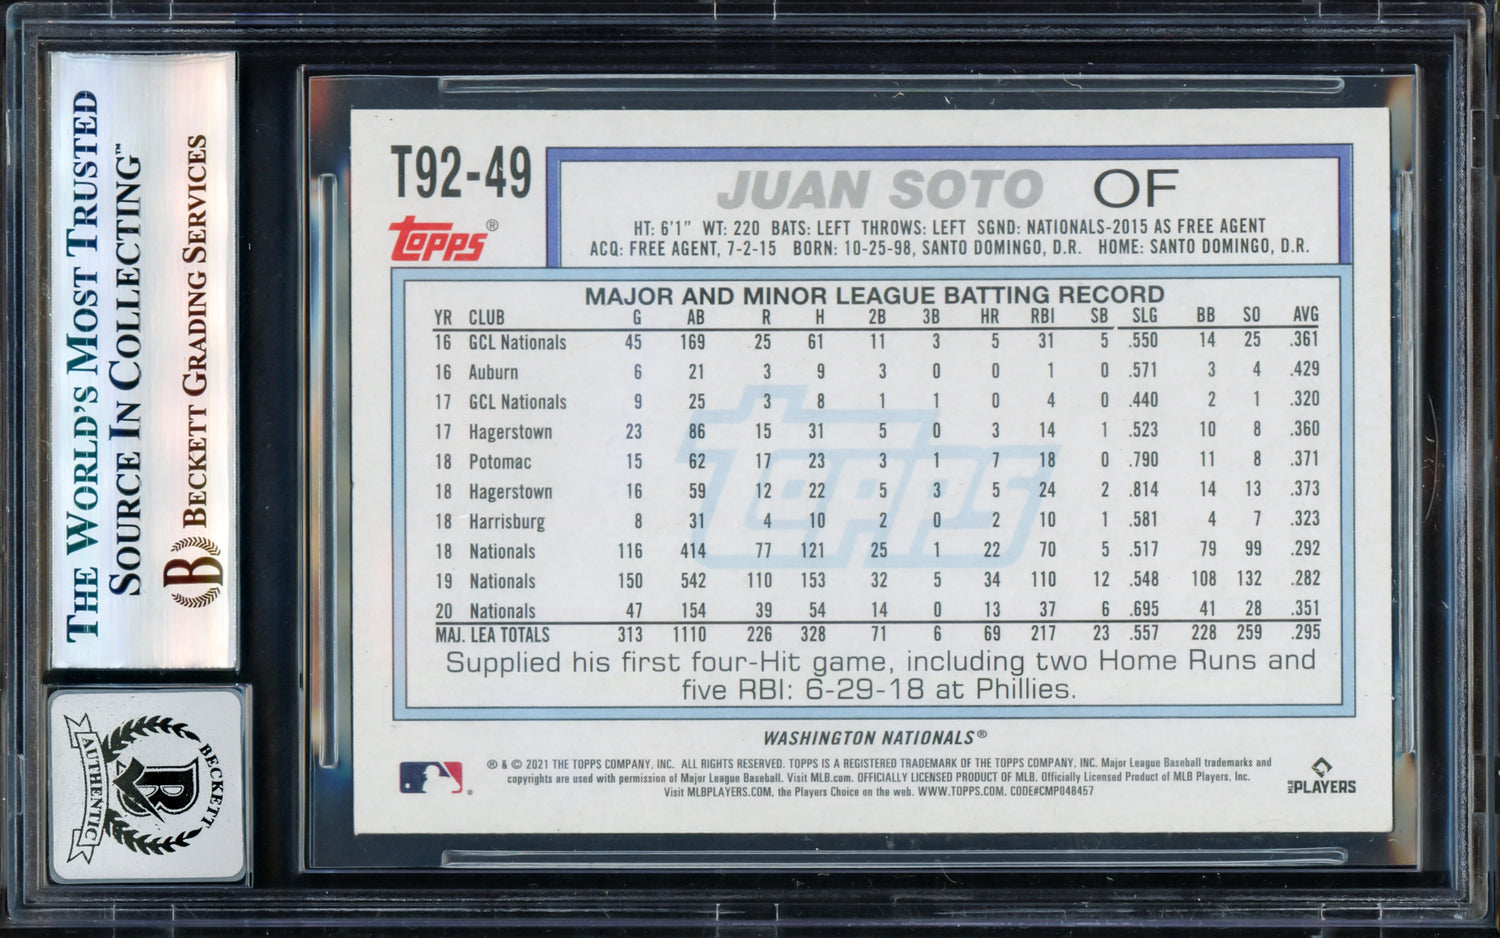 THE WORLD'S MOST TRUSTED
SOURCE IN COLLECTING™
B BECKETT GRADING SERVICES
BECKETT
AUTHENTIC
T92-49
Topps®
JUAN SOTO OF
HT: 6'1" WT: 220 BATS: LEFT THROWS: LEFT SGND: NATIONALS-2015 AS FREE AGENT
ACQ: FREE AGENT, 7-2-15 BORN: 10-25-98, SANTO DOMINGO, D.R. HOME: SANTO DOMINGO, D.R.
MAJOR AND MINOR LEAGUE BATTING RECORD
YR CLUB G AB R H 2B 3B HR RBI SB SLG BB SO AVG
16 GCL Nationals 45 169 25 61 11 3 5 31 5 .550 14 25 .361
16 Auburn 6 21 3 9 3 0 0 1 0 .571 3 4 .429
17 GCL Nationals 9 25 3 8 1 1 0 4 0 .440 2 1 .320
17 Hagerstown 23 86 15 31 5 0 3 14 1 .523 10 8 .360
18 Potomac 15 62 17 23 3 1 7 18 0 .790 11 8 .371
18 Hagerstown 16 59 12 22 5 3 5 24 2 .814 14 13 .373
18 Harrisburg 8 31 4 10 2 0 2 10 1 .581 4 7 .323
18 Nationals 116 414 77 121 25 1 22 70 5 .517 79 99 .292
19 Nationals 150 542 110 153 32 5 34 110 12 .548 108 132 .282
20 Nationals 47 154 39 54 14 0 13 37 6 .695 41 28 .351
MAJ. LEA TOTALS 313 1110 226 328 71 6 69 217 23 .557 228 259 .295
Topps
Supplied his first four-Hit game, including two Home Runs and
five RBI: 6-29-18 at Phillies.
WASHINGTON NATIONALS®
® & © 2021 THE TOPPS COMPANY, INC. ALL RIGHTS RESERVED. TOPPS IS A REGISTERED TRADEMARK OF THE TOPPS COMPANY, INC. Major League Baseball trademarks and
copyrights are used with permission of Major League Baseball. Visit MLB.com. OFFICIALLY LICENSED PRODUCT OF MLB. Officially Licensed Product of MLB Players, Inc.
Visit MLBPLAYERS.COM, the Players Choice on the web. WWW.TOPPS.COM. CODE#CMP048457
MLB PLAYERS